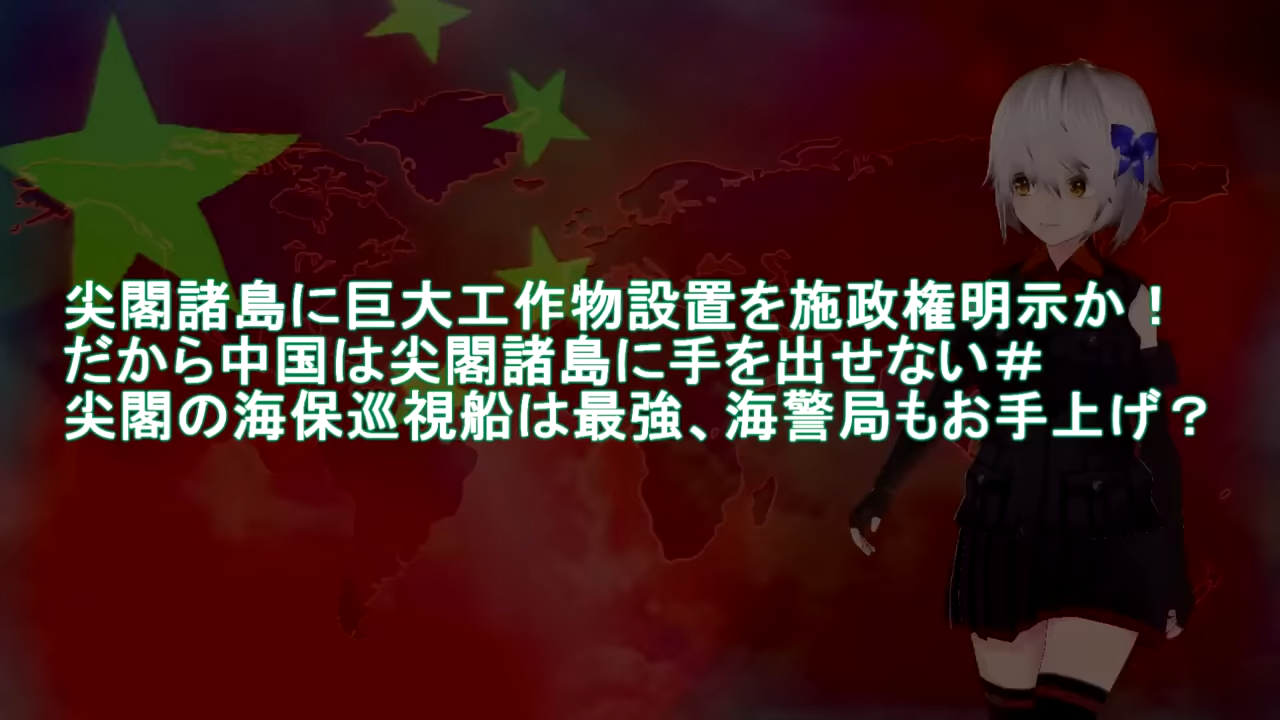 尖閣諸島に巨大工作物設置を施政権明示か！
だから中国は尖閣諸島に手を出せない＃
尖閣の海保巡視船は最強、海警局もお手上げ？